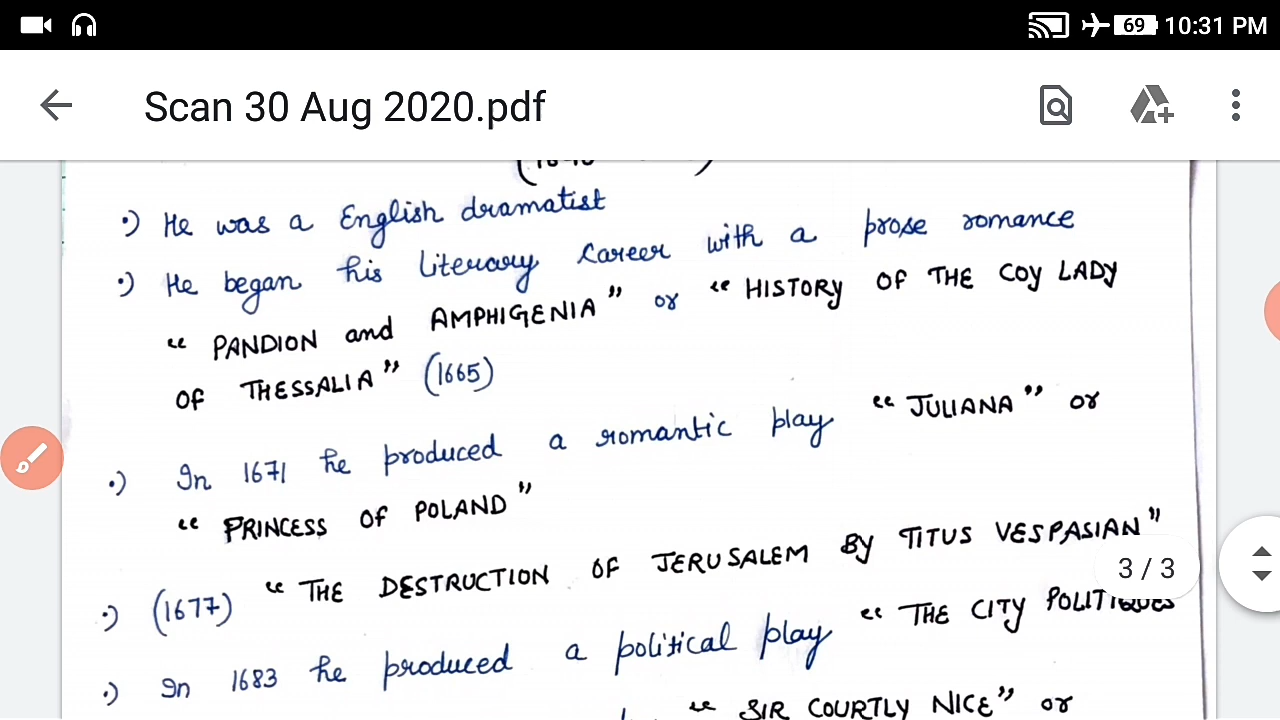 69 10:31 PM
Scan 30 Aug 2020.pdf
•) He was a English dramatist
•) He began his literary career with a prose romance
“ PANDION and AMPHIGENIA ” or “ HISTORY OF THE COY LADY
OF THESSALIA ” (1665)
•) In 1671 he produced a romantic play “ JULIANA ” or
“ PRINCESS OF POLAND ”
•) (1677) “ THE DESTRUCTION OF JERUSALEM BY TITUS VESPASIAN ”
3 / 3
•) In 1683 he produced a political play “ THE CITY POLITIQUES
“ SIR COURTLY NICE ” or